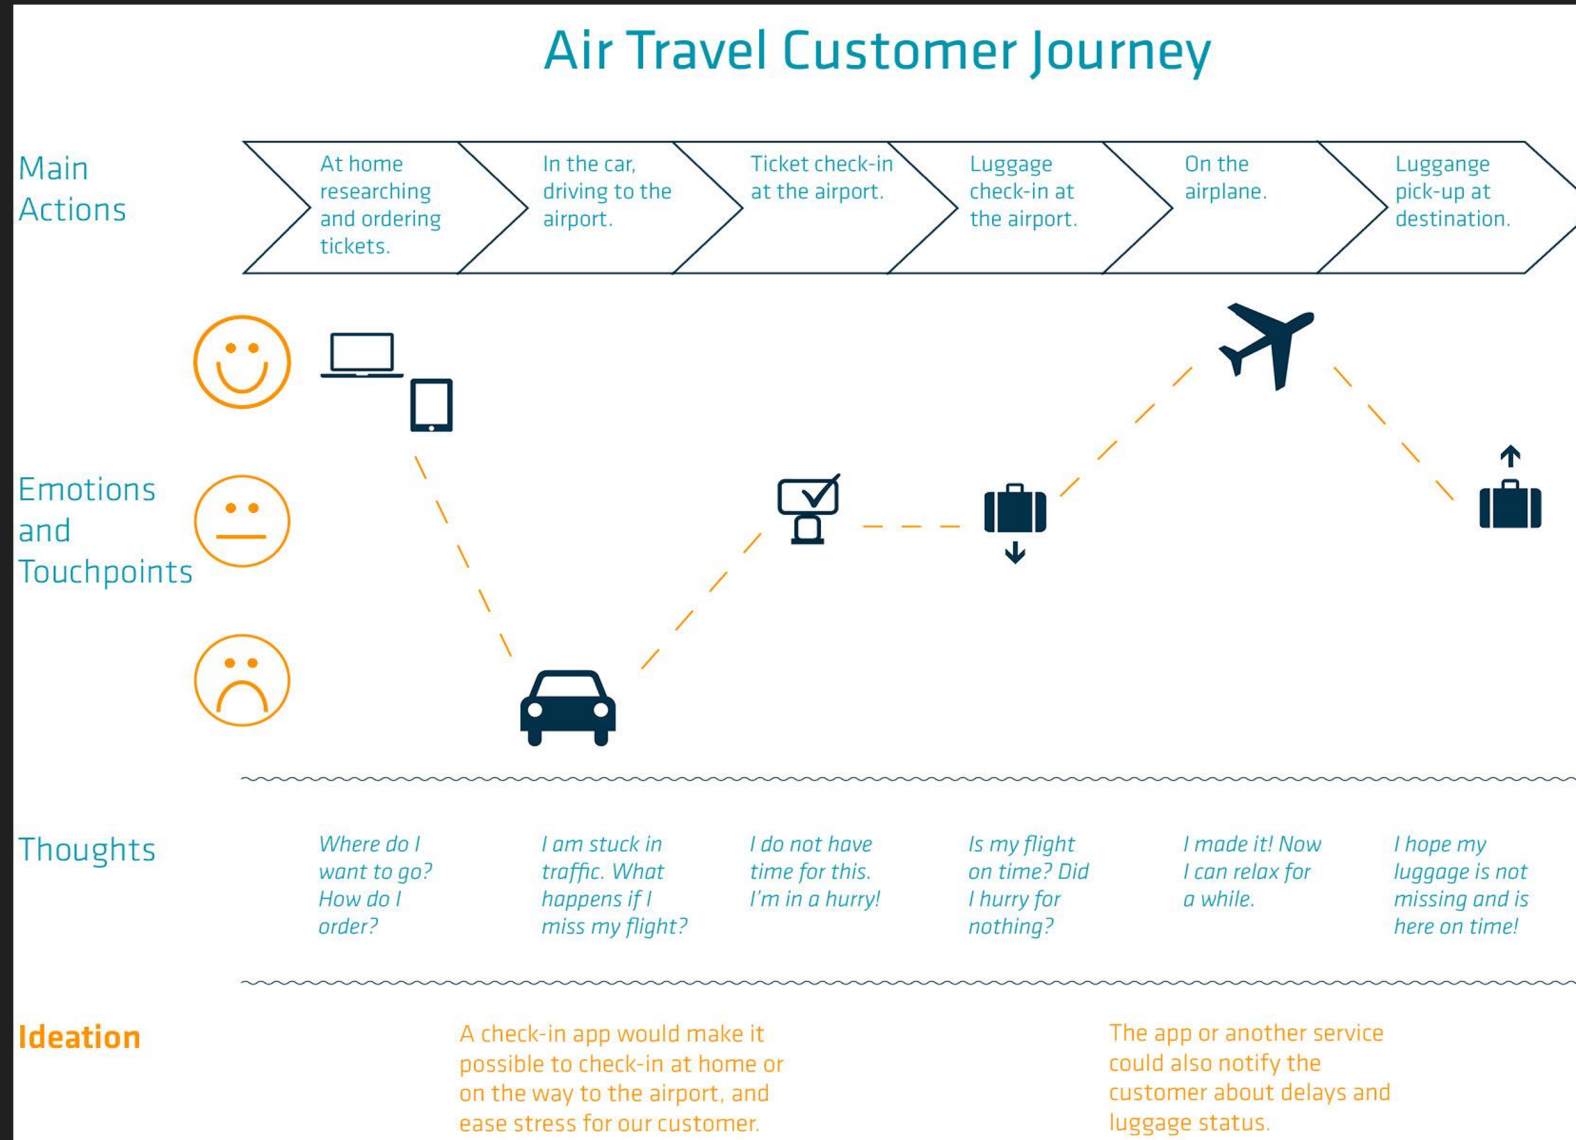 Air Travel Customer Journey
Main
Actions
At home
researching
and ordering
tickets.
In the car,
driving to the
airport.
Ticket check-in
at the airport.
Luggage
check-in at
the airport.
On the
airplane.
Luggange
pick-up at
destination.
Emotions
and
Touchpoints
Thoughts
Where do I
want to go?
How do I
order?
I am stuck in
traffic. What
happens if I
miss my flight?
I do not have
time for this.
I'm in a hurry!
Is my flight
on time? Did
I hurry for
nothing?
I made it! Now
I can relax for
a while.
I hope my
luggage is not
missing and is
here on time!
Ideation
A check-in app would make it
possible to check-in at home or
on the way to the airport, and
ease stress for our customer.
The app or another service
could also notify the
customer about delays and
luggage status.